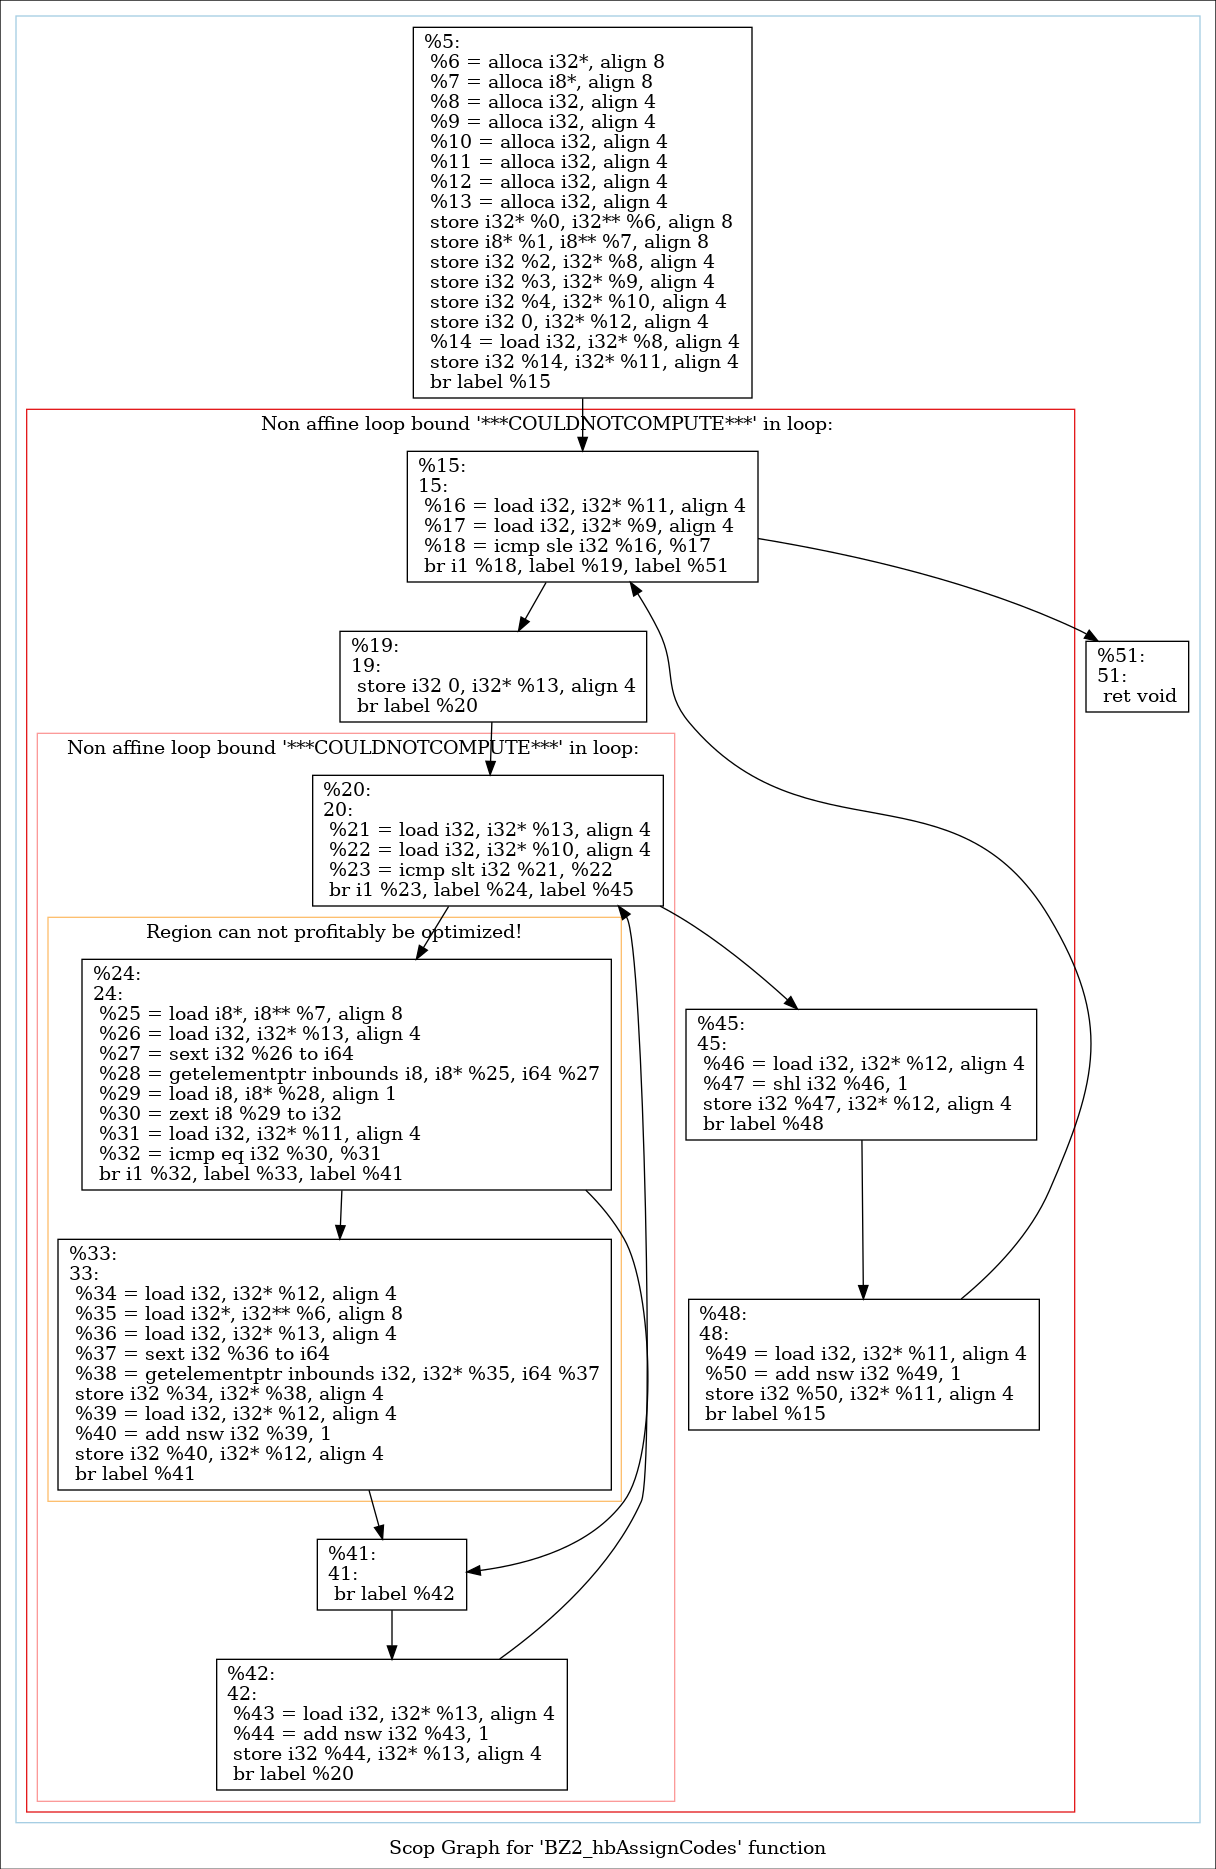 %5:
%6 = alloca i32*, align 8
%7 = alloca i8*, align 8
%8 = alloca i32, align 4
%9 = alloca i32, align 4
%10 = alloca i32, align 4
%11 = alloca i32, align 4
%12 = alloca i32, align 4
%13 = alloca i32, align 4
store i32* %0, i32** %6, align 8
store i8* %1, i8** %7, align 8
store i32 %2, i32* %8, align 4
store i32 %3, i32* %9, align 4
store i32 %4, i32* %10, align 4
store i32 0, i32* %12, align 4
%14 = load i32, i32* %8, align 4
store i32 %14, i32* %11, align 4
br label %15
Non affine loop bound '***COULDNOTCOMPUTE***' in loop:
%15:
15:
%16 = load i32, i32* %11, align 4
%17 = load i32, i32* %9, align 4
%18 = icmp sle i32 %16, %17
br i1 %18, label %19, label %51
%19:
19:
store i32 0, i32* %13, align 4
br label %20
%51:
51:
ret void
Non affine loop bound '***COULDNOTCOMPUTE***' in loop:
%20:
20:
%21 = load i32, i32* %13, align 4
%22 = load i32, i32* %10, align 4
%23 = icmp slt i32 %21, %22
br i1 %23, label %24, label %45
Region can not profitably be optimized!
%24:
24:
%25 = load i8*, i8** %7, align 8
%26 = load i32, i32* %13, align 4
%27 = sext i32 %26 to i64
%28 = getelementptr inbounds i8, i8* %25, i64 %27
%29 = load i8, i8* %28, align 1
%30 = zext i8 %29 to i32
%31 = load i32, i32* %11, align 4
%32 = icmp eq i32 %30, %31
br i1 %32, label %33, label %41
%45:
45:
%46 = load i32, i32* %12, align 4
%47 = shl i32 %46, 1
store i32 %47, i32* %12, align 4
br label %48
%33:
33:
%34 = load i32, i32* %12, align 4
%35 = load i32*, i32** %6, align 8
%36 = load i32, i32* %13, align 4
%37 = sext i32 %36 to i64
%38 = getelementptr inbounds i32, i32* %35, i64 %37
store i32 %34, i32* %38, align 4
%39 = load i32, i32* %12, align 4
%40 = add nsw i32 %39, 1
store i32 %40, i32* %12, align 4
br label %41
%48:
48:
%49 = load i32, i32* %11, align 4
%50 = add nsw i32 %49, 1
store i32 %50, i32* %11, align 4
br label %15
%41:
41:
br label %42
%42:
42:
%43 = load i32, i32* %13, align 4
%44 = add nsw i32 %43, 1
store i32 %44, i32* %13, align 4
br label %20
Scop Graph for 'BZ2_hbAssignCodes' function